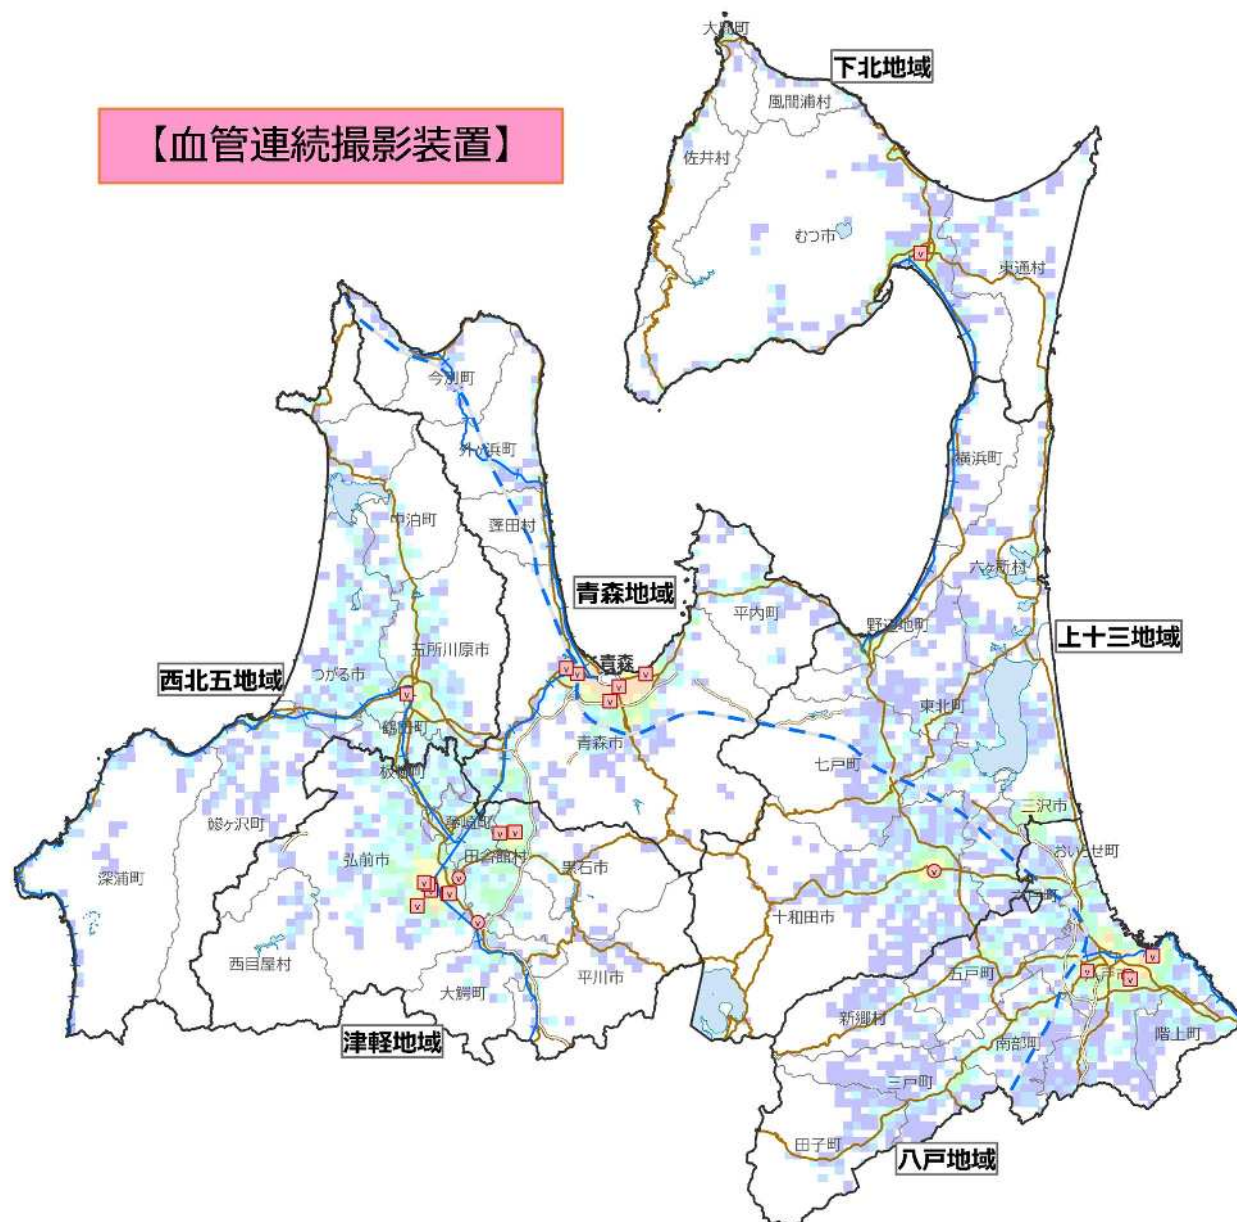 大間町
下北地域
風間浦村
【血管連続撮影装置】
佐井村
むつ市
東通村
今別町
外ヶ浜町
横浜町
中泊町
蓬田村
六ヶ所村
青森地域
平内町
野辺地町
上十三地域
五所川原市
青森
西北五地域
つがる市
東北町
鶴田町
青森市
七戸町
板柳町
三沢市
鰺ヶ沢町
藤崎町
おいらせ町
弘前市
田舎館村
黒石市
深浦町
六戸町
十和田市
西目屋村
平川市
五戸町
八戸市
大鰐町
新郷村
階上町
津軽地域
南部町
三戸町
田子町
八戸地域